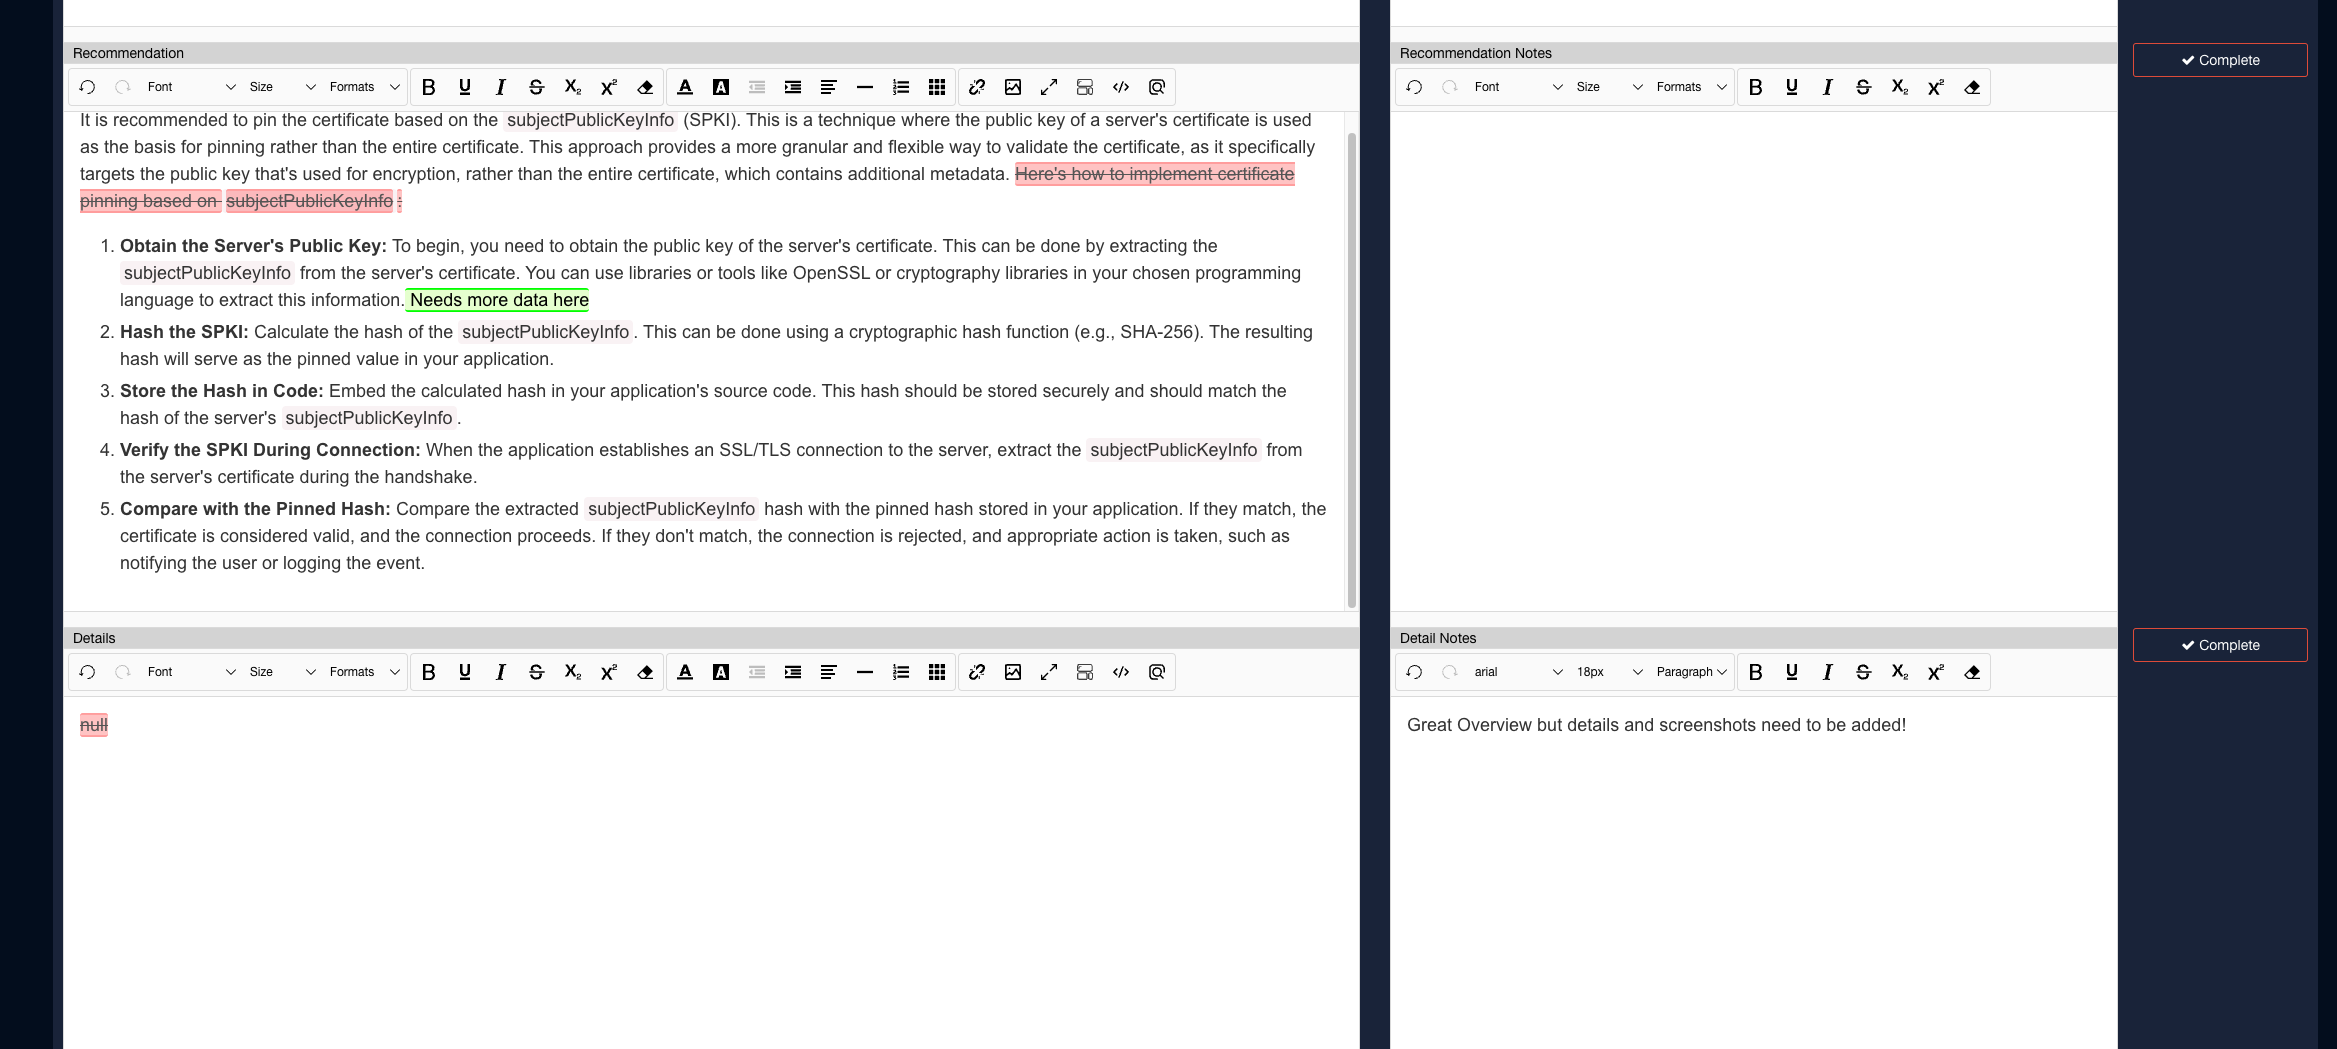 Recommendation
Font Size Formats B U I S X₂ X² A A
It is recommended to pin the certificate based on the subjectPublicKeyInfo (SPKI). This is a technique where the public key of a server's certificate is used
as the basis for pinning rather than the entire certificate. This approach provides a more granular and flexible way to validate the certificate, as it specifically
targets the public key that's used for encryption, rather than the entire certificate, which contains additional metadata. Here's how to implement certificate
pinning based on subjectPublicKeyInfo :
1. Obtain the Server's Public Key: To begin, you need to obtain the public key of the server's certificate. This can be done by extracting the
subjectPublicKeyInfo from the server's certificate. You can use libraries or tools like OpenSSL or cryptography libraries in your chosen programming
language to extract this information. Needs more data here
2. Hash the SPKI: Calculate the hash of the subjectPublicKeyInfo . This can be done using a cryptographic hash function (e.g., SHA-256). The resulting
hash will serve as the pinned value in your application.
3. Store the Hash in Code: Embed the calculated hash in your application's source code. This hash should be stored securely and should match the
hash of the server's subjectPublicKeyInfo .
4. Verify the SPKI During Connection: When the application establishes an SSL/TLS connection to the server, extract the subjectPublicKeyInfo from
the server's certificate during the handshake.
5. Compare with the Pinned Hash: Compare the extracted subjectPublicKeyInfo hash with the pinned hash stored in your application. If they match, the
certificate is considered valid, and the connection proceeds. If they don't match, the connection is rejected, and appropriate action is taken, such as
notifying the user or logging the event.
Recommendation Notes
Font Size Formats B U I S X₂ X²
Complete
Details
Font Size Formats B U I S X₂ X² A A
null
Detail Notes
arial 18px Paragraph B U I S X₂ X²
Great Overview but details and screenshots need to be added!
Complete